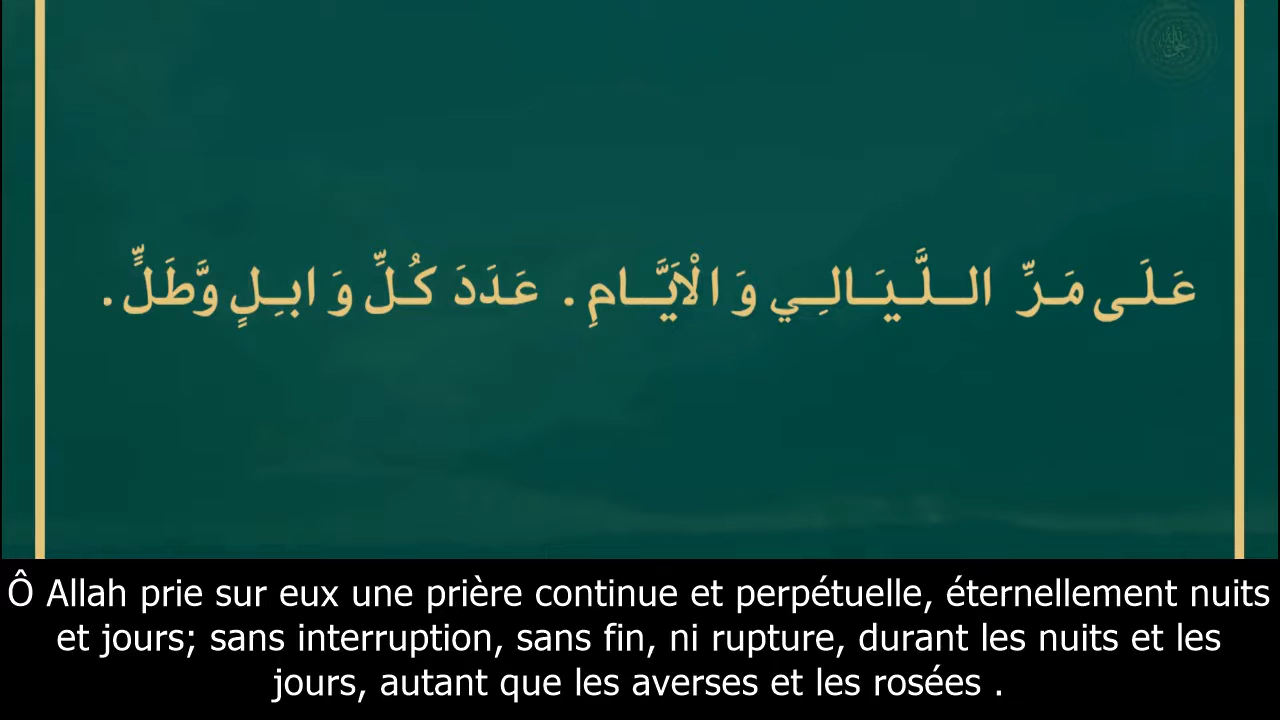 عَلَى مَرِّ اللَّيَالِي وَالْاَيَّامِ. عَدَدَ كُلِّ وَابِلٍ وَّطَلٍّ.
Ô Allah prie sur eux une prière continue et perpétuelle, éternellement nuits
et jours; sans interruption, sans fin, ni rupture, durant les nuits et les
jours, autant que les averses et les rosées .